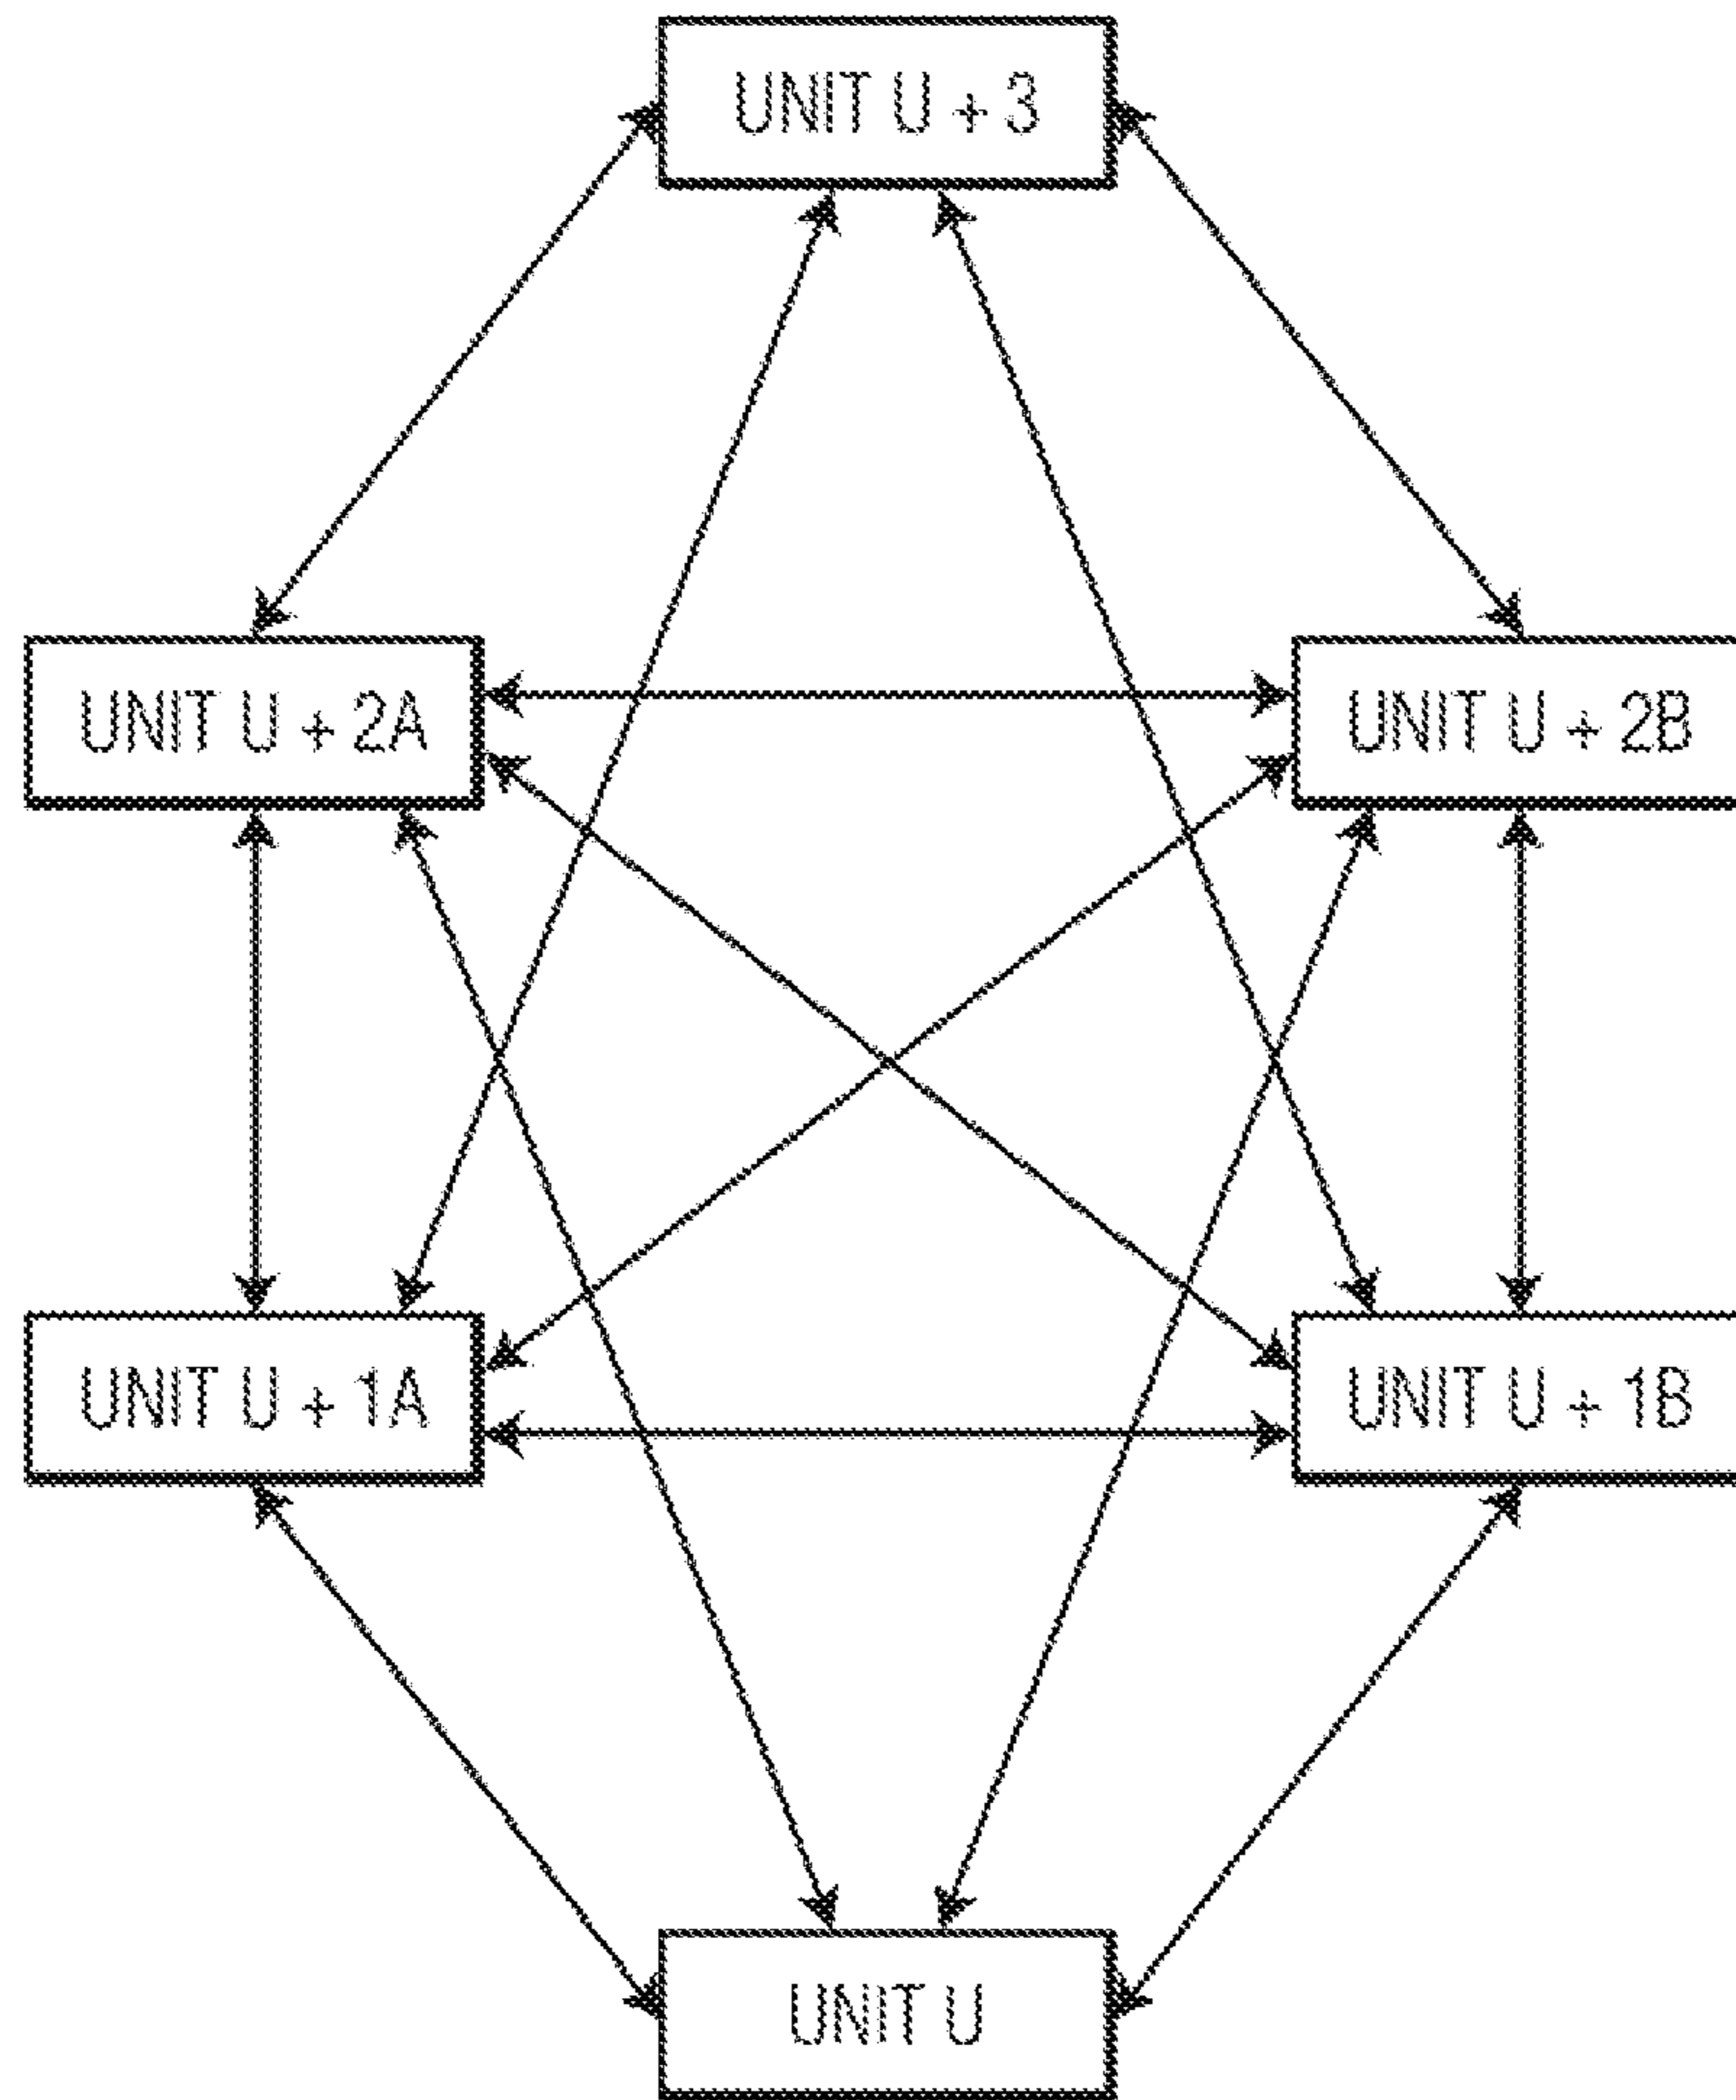 UNIT U + 3
UNIT U + 2A
UNIT U + 2B
UNIT U + 1A
UNIT U + 1B
UNIT U